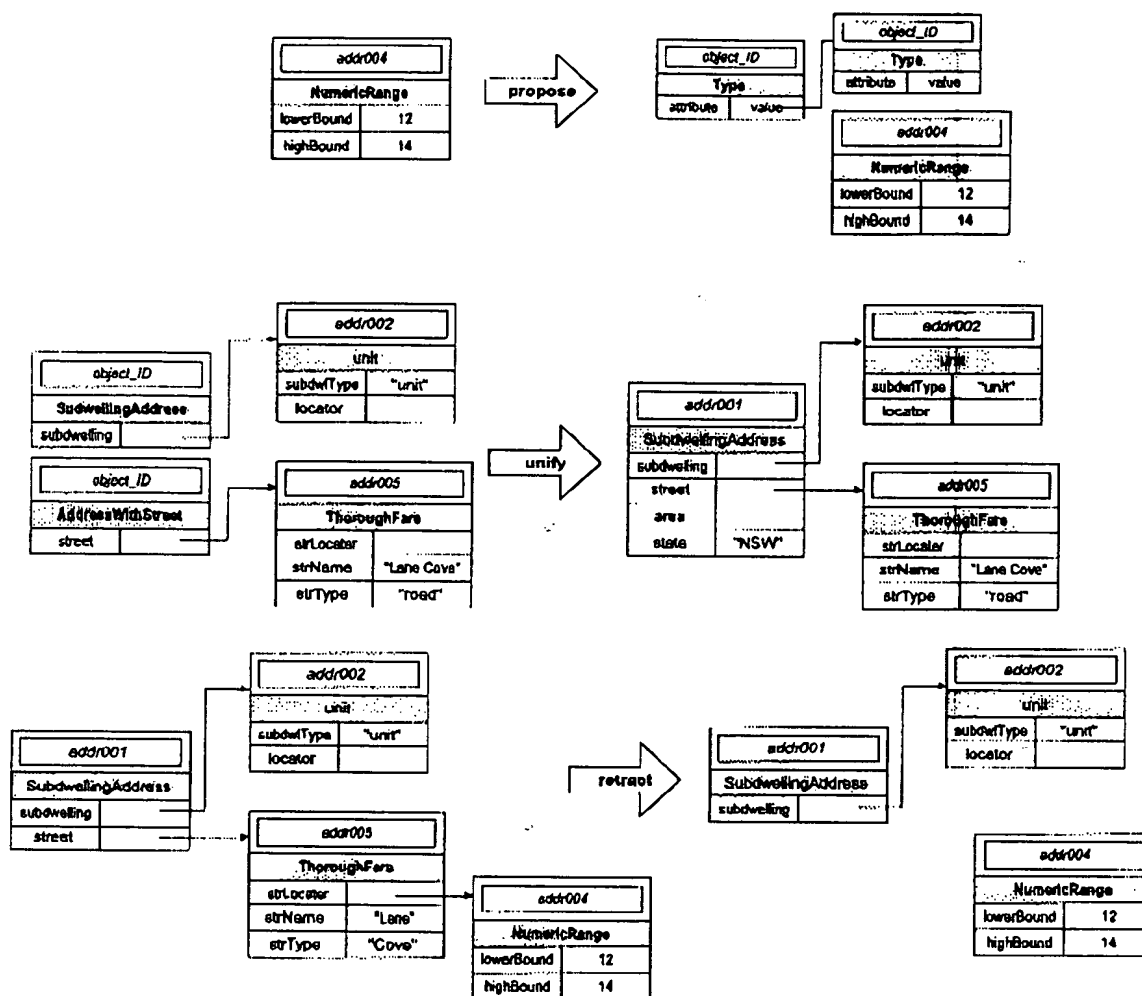 addr004
NumericRange
lowerBound 12
highBound 14
propose
object_ID
Type
attribute value
object_ID
Type
attribute value
addr004
NumericRange
lowerBound 12
highBound 14
object_ID
SudwellingAddress
subdwelling
object_ID
AddressWithStreet
street
addr002
unit
subdwlType "unit"
locator
addr005
ThoroughFare
strLocater
strName "Lane Cove"
strType "road"
unify
addr001
SubdwellingAddress
subdwelling
street
area
state "NSW"
addr002
unit
subdwlType "unit"
locator
addr005
ThoroughFare
strLocater
strName "Lane Cove"
strType "road"
addr001
SubdwellingAddress
subdwelling
street
addr002
unit
subdwlType "unit"
locator
addr005
ThoroughFare
strLocater
strName "Lane"
strType "Cove"
addr004
NumericRange
lowerBound 12
highBound 14
retract
addr001
SubdwellingAddress
subdwelling
addr002
unit
subdwlType "unit"
locator
addr004
NumericRange
lowerBound 12
highBound 14